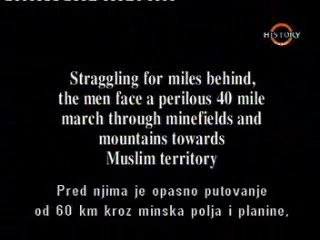 HISTORY
Straggling for miles behind,
the men face a perilous 40 mile
march through minefields and
mountains towards
Muslim territory
Pred njima je opasno putovanje
od 60 km kroz minska polja i planine,